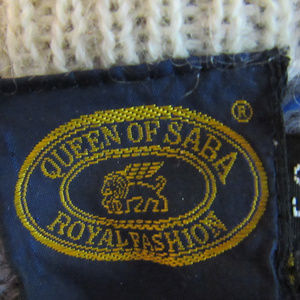 QUEEN OF SABA
ROYAL FASHION
®